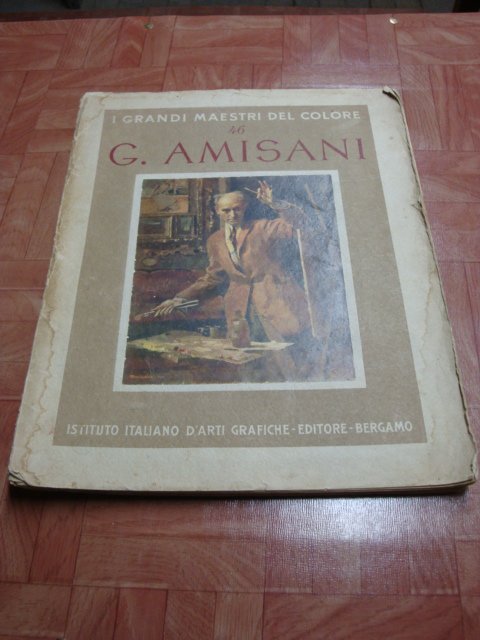 I GRANDI MAESTRI DEL COLORE
46
G. AMISANI
ISTITUTO ITALIANO D'ARTI GRAFICHE-EDITORE-BERGAMO